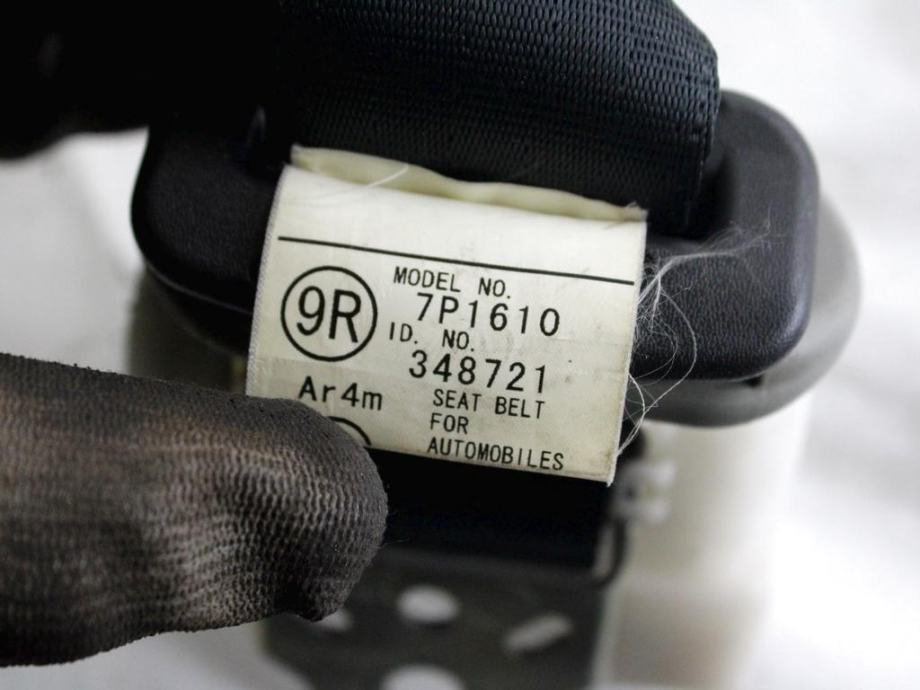 9R
MODEL NO.
7P1610
ID. NO.
348721
Ar4m
SEAT BELT
FOR
AUTOMOBILES